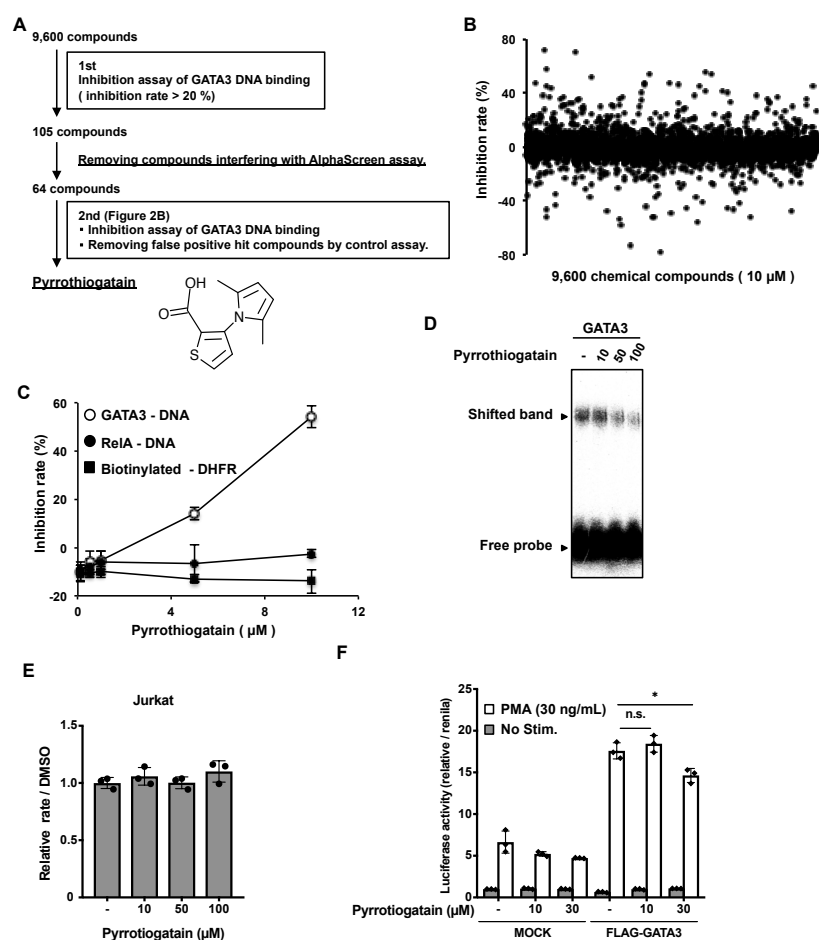 A
9,600 compounds
1st
Inhibition assay of GATA3 DNA binding
( inhibition rate > 20 %)
105 compounds
Removing compounds interfering with AlphaScreen assay.
64 compounds
2nd (Figure 2B)
▪ Inhibition assay of GATA3 DNA binding
▪ Removing false positive hit compounds by control assay.
Pyrrothiogatain
O
OH
N
S
B
Inhibition rate (%)
80
40
0
-40
-80
9,600 chemical compounds ( 10 µM )
C
Inhibition rate (%)
60
40
20
0
-20
GATA3 - DNA
RelA - DNA
Biotinylated - DHFR
0 4 8 12
Pyrrothiogatain ( µM )
D
GATA3
Pyrrothiogatain - 10 50 100
Shifted band
Free probe
E
Jurkat
Relative rate / DMSO
1.5
1.0
0.5
0
- 10 50 100
Pyrrotiogatain (µM)
F
Luciferase activity (relative / renila)
25
20
15
10
5
0
PMA (30 ng/mL)
No Stim.
*
n.s.
Pyrrotiogatain (µM) - 10 30 - 10 30
MOCK FLAG-GATA3